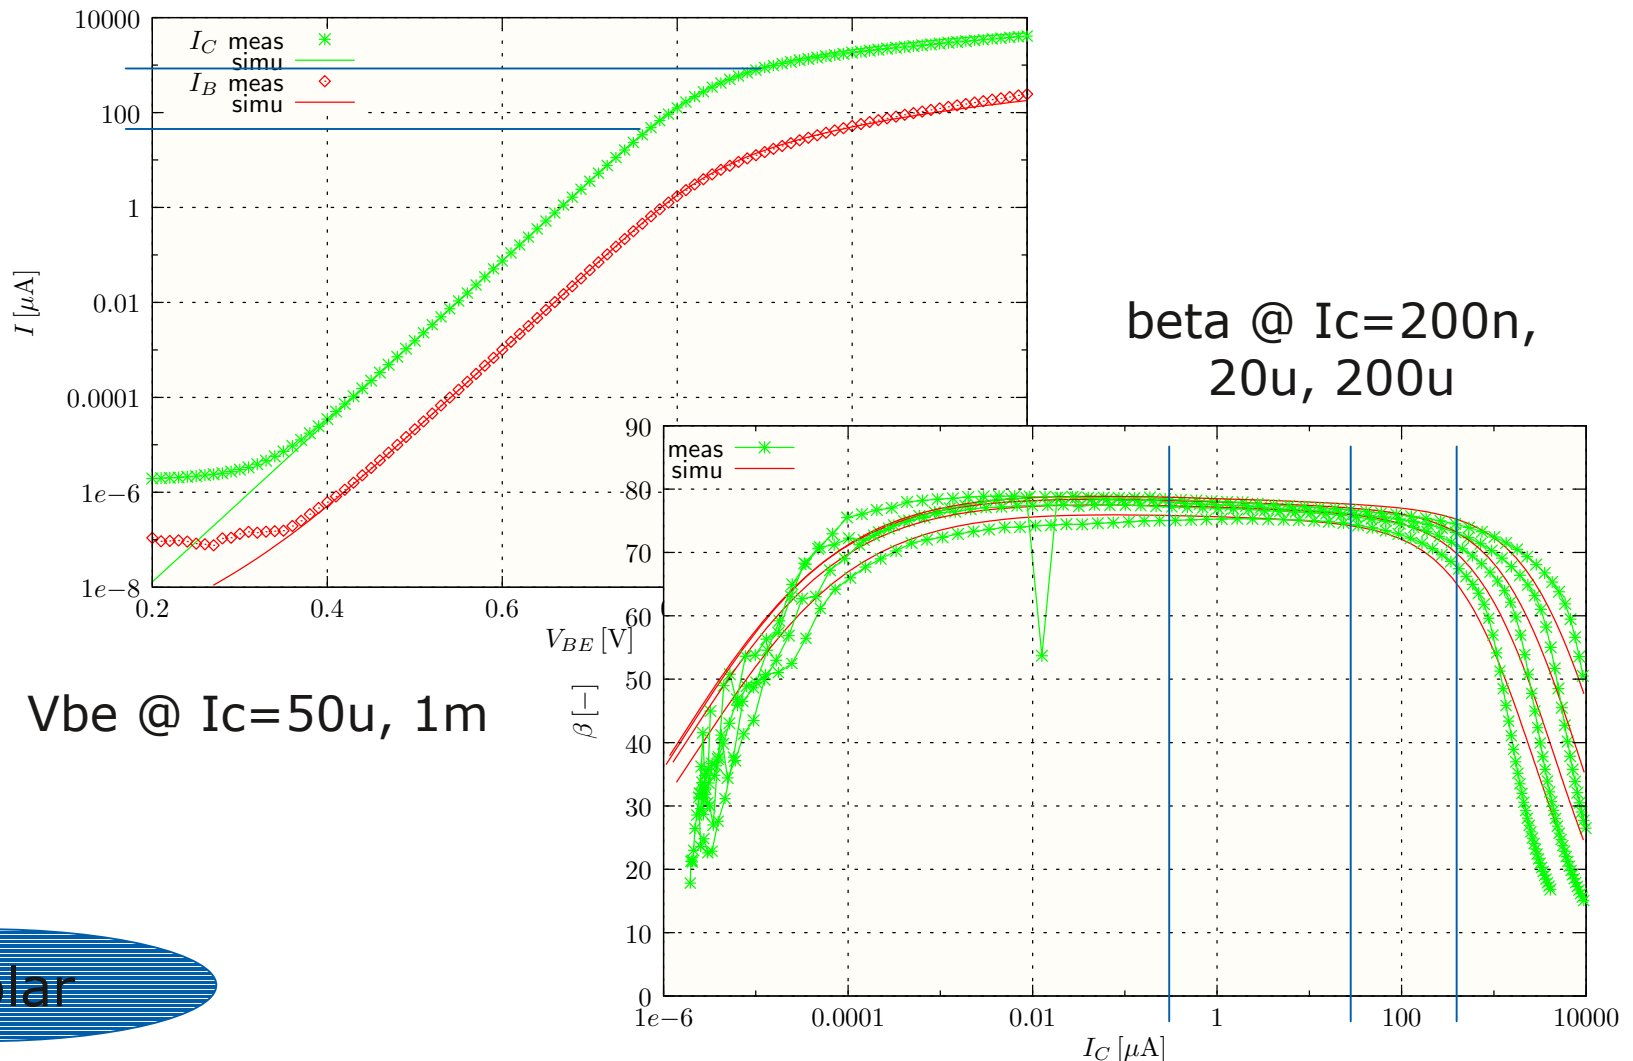 10000
100
1
0.01
0.0001
1e−6
1e−8
I [μA]
I_C meas
simu
I_B meas
simu
0.2
0.4
0.6
V_BE [V]
beta @ Ic=200n,
20u, 200u
Vbe @ Ic=50u, 1m
90
80
70
60
50
40
30
20
10
0
β [−]
meas
simu
1e−6
0.0001
0.01
1
100
10000
I_C [μA]
olar